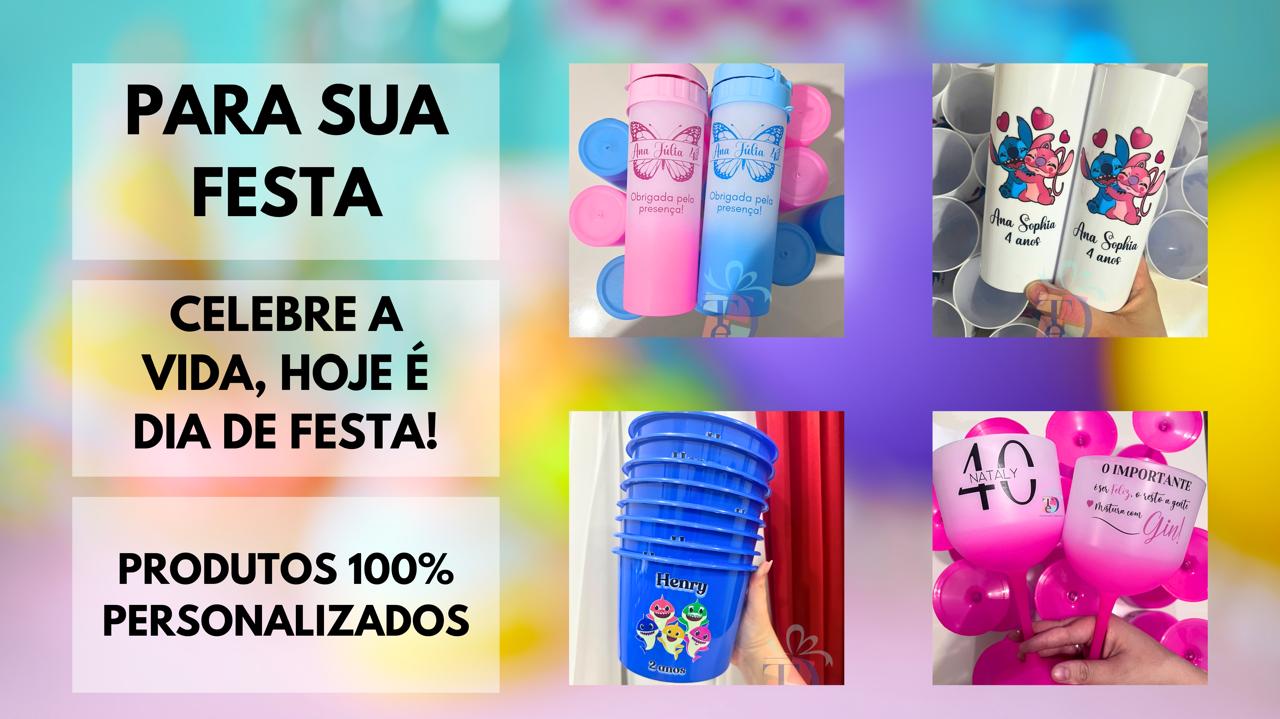 PARA SUA
FESTA
CELEBRE A
VIDA, HOJE É
DIA DE FESTA!
PRODUTOS 100%
PERSONALIZADOS
Ana Júlia
Obrigada pela
presença!
Ana Júlia
Obrigada pela
presença!
Ana Sophia
4 anos
Ana Sophia
4 anos
Henry
2 anos
40
NATALY
O IMPORTANTE
é ser Feliz, o resto a gente
Mistura com
Gin!